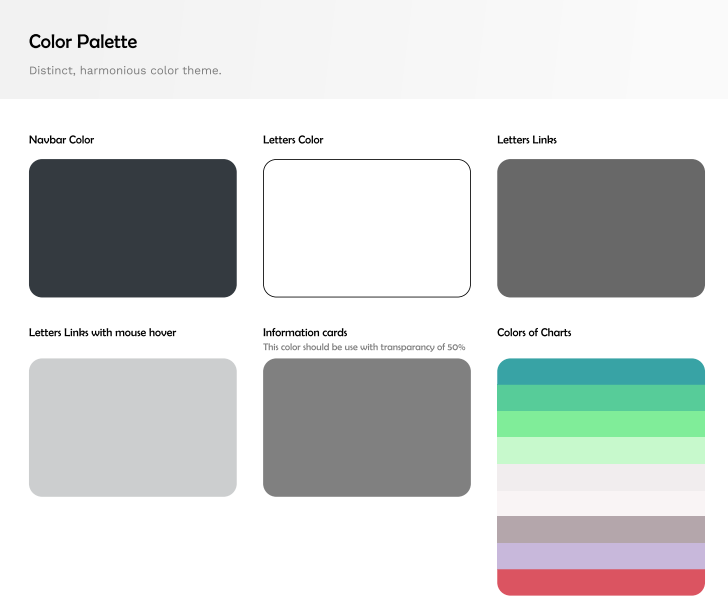 Color Palette
Distinct, harmonious color theme.
Navbar Color
Letters Color
Letters Links
Letters Links with mouse hover
Information cards
This color should be use with transparancy of 50%
Colors of Charts